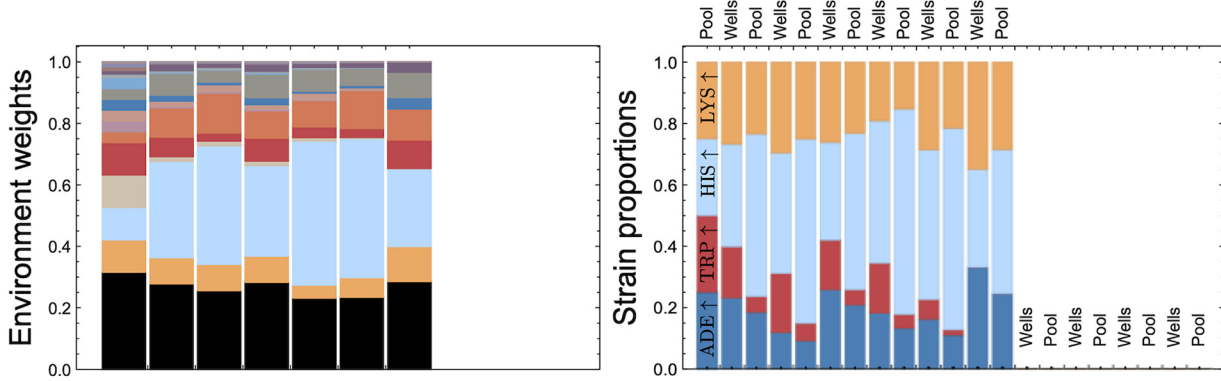 Environment weights
1.0
0.8
0.6
0.4
0.2
0.0
Strain proportions
1.0
0.8
0.6
0.4
0.2
0.0
Pool
Wells
Pool
Wells
Pool
Wells
Pool
Wells
Pool
Wells
Pool
Wells
Pool
LYS ↑
HIS ↑
TRP ↑
ADE ↑
Wells
Pool
Wells
Pool
Wells
Pool
Wells
Pool